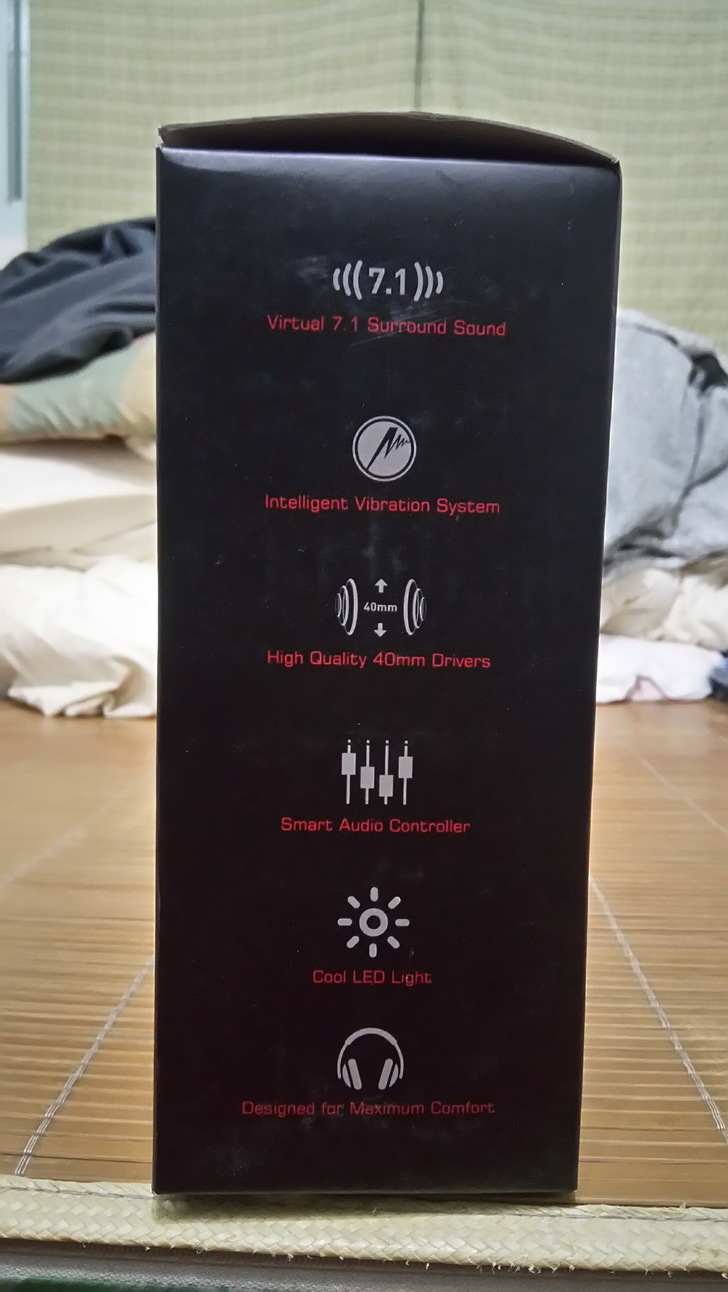 7.1
Virtual 7.1 Surround Sound
Intelligent Vibration System
40mm
High Quality 40mm Drivers
Smart Audio Controller
Cool LED Light
Designed for Maximum Comfort